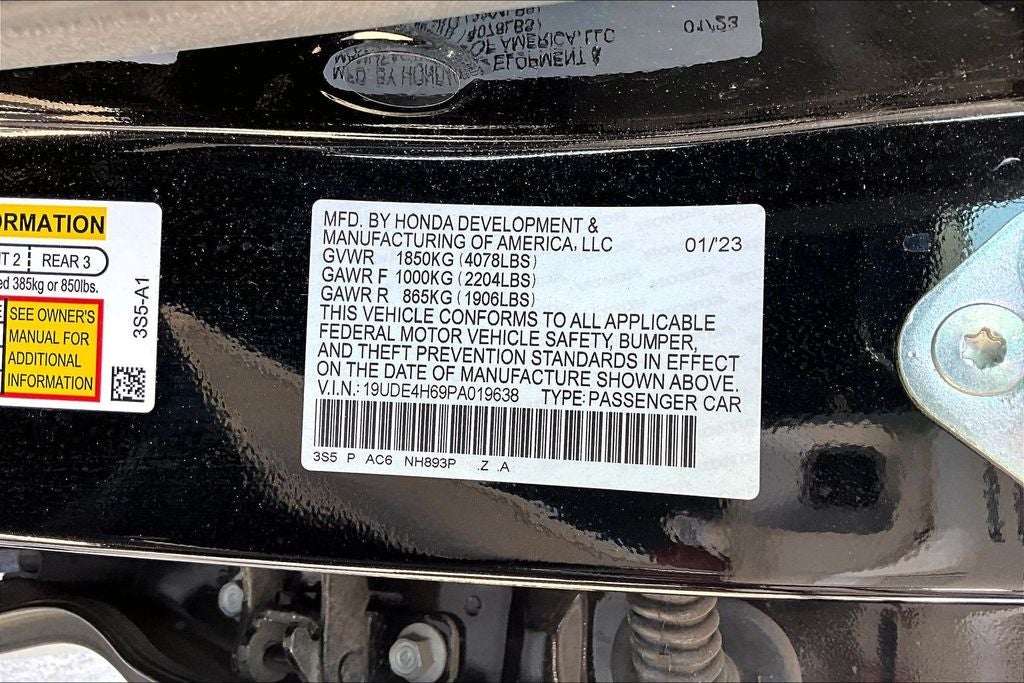 ORMATION
T 2 REAR 3
ed 385kg or 850lbs.
SEE OWNER'S
MANUAL FOR
ADDITIONAL
INFORMATION
3S5-A1
MFD. BY HONDA DEVELOPMENT &
MANUFACTURING OF AMERICA, LLC 01/'23
GVWR 1850KG (4078LBS)
GAWR F 1000KG (2204LBS)
GAWR R 865KG (1906LBS)
THIS VEHICLE CONFORMS TO ALL APPLICABLE
FEDERAL MOTOR VEHICLE SAFETY, BUMPER,
AND THEFT PREVENTION STANDARDS IN EFFECT
ON THE DATE OF MANUFACTURE SHOWN ABOVE.
V.I.N.: 19UDE4H69PA019638 TYPE: PASSENGER CAR
3S5 P AC6 NH893P .Z .A